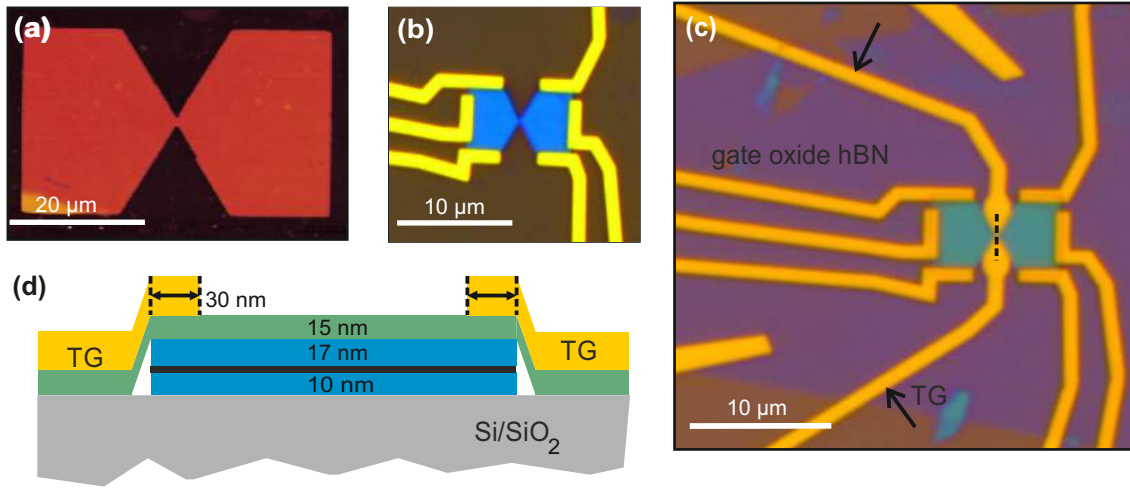 (a)
20 µm
(b)
10 µm
(c)
gate oxide hBN
TG
10 µm
(d)
30 nm
15 nm
TG
17 nm
TG
10 nm
Si/SiO₂